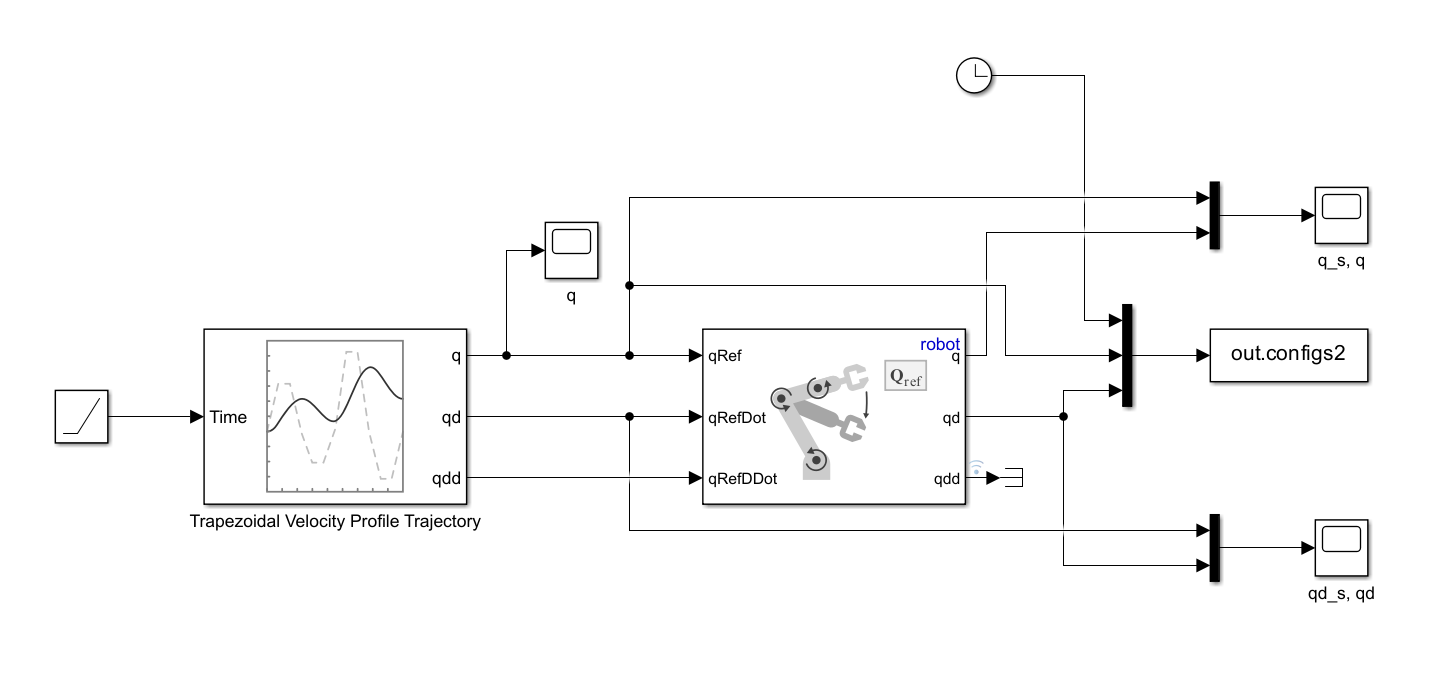 q_s, q
q
robot
q
qRef
q
Q_ref
out.configs2
Time
qd
qRefDot
qd
qdd
qRefDDot
qdd
Trapezoidal Velocity Profile Trajectory
qd_s, qd